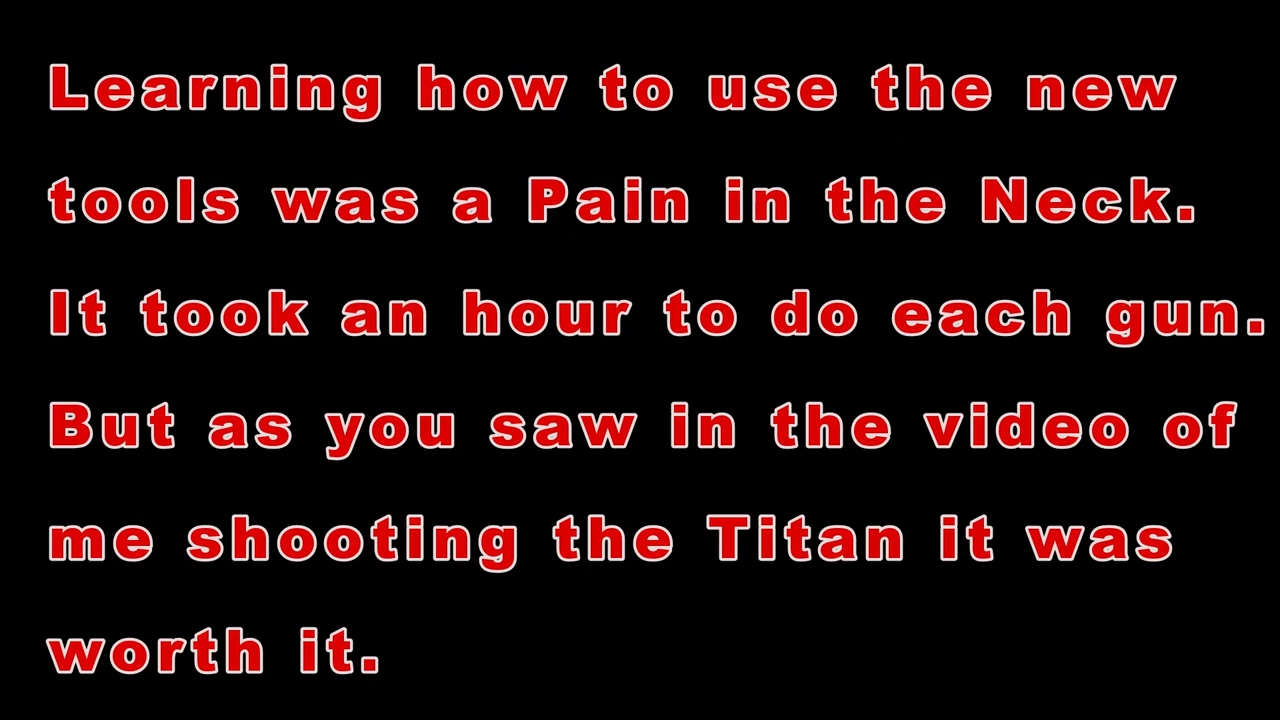 Learning how to use the new
tools was a Pain in the Neck.
It took an hour to do each gun.
But as you saw in the video of
me shooting the Titan it was
worth it.